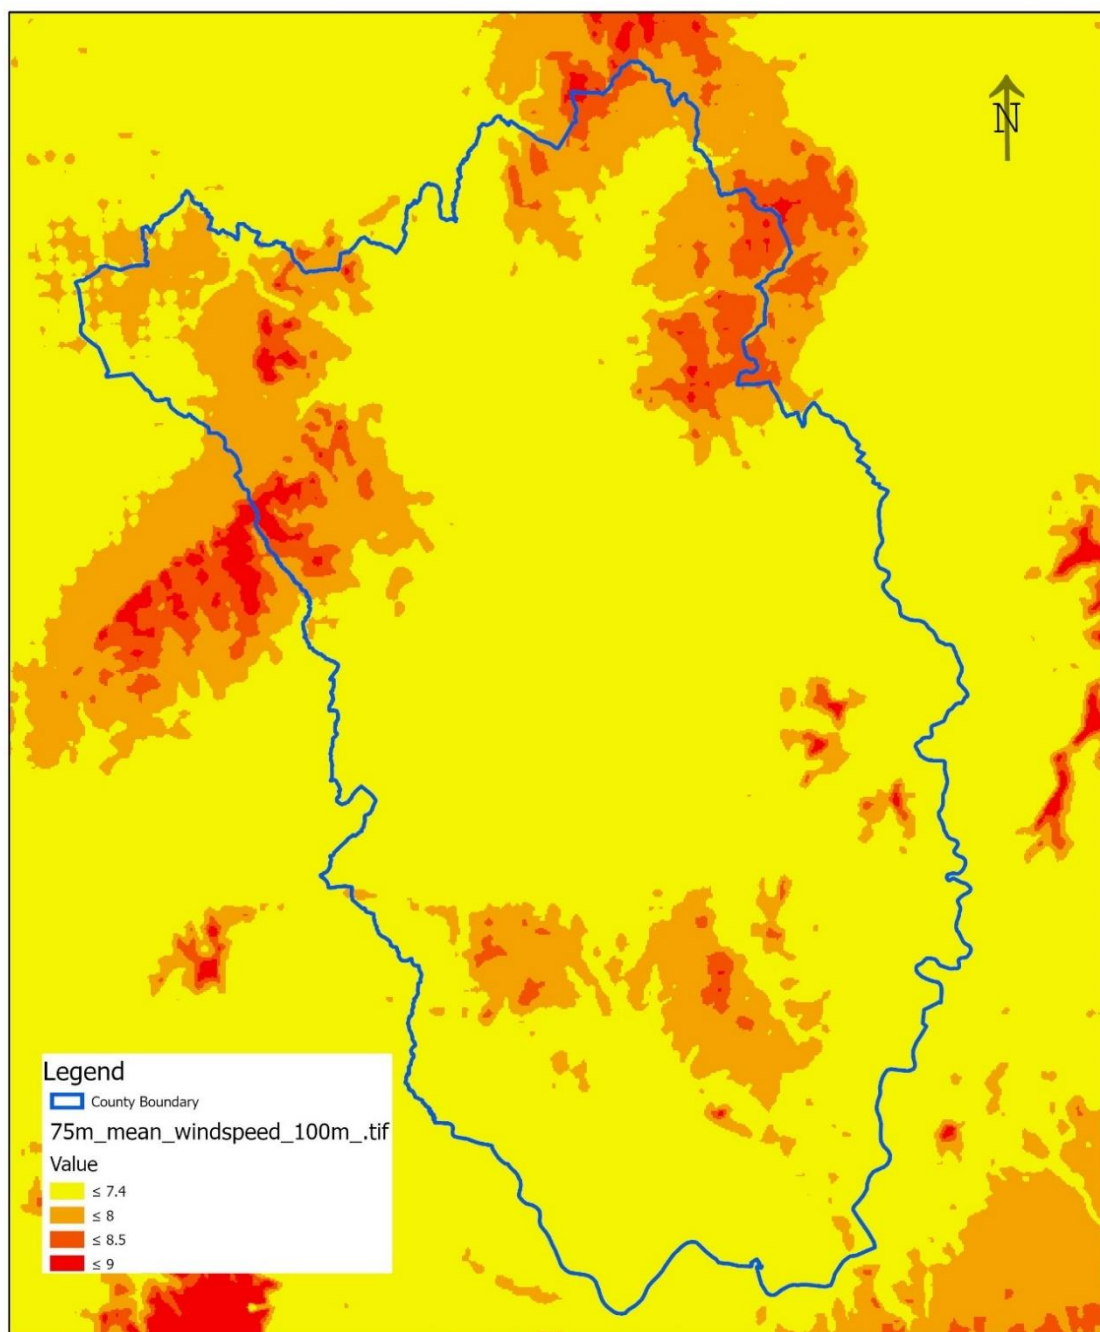 N
Legend
County Boundary
75m_mean_windspeed_100m_.tif
Value
≤ 7.4
≤ 8
≤ 8.5
≤ 9